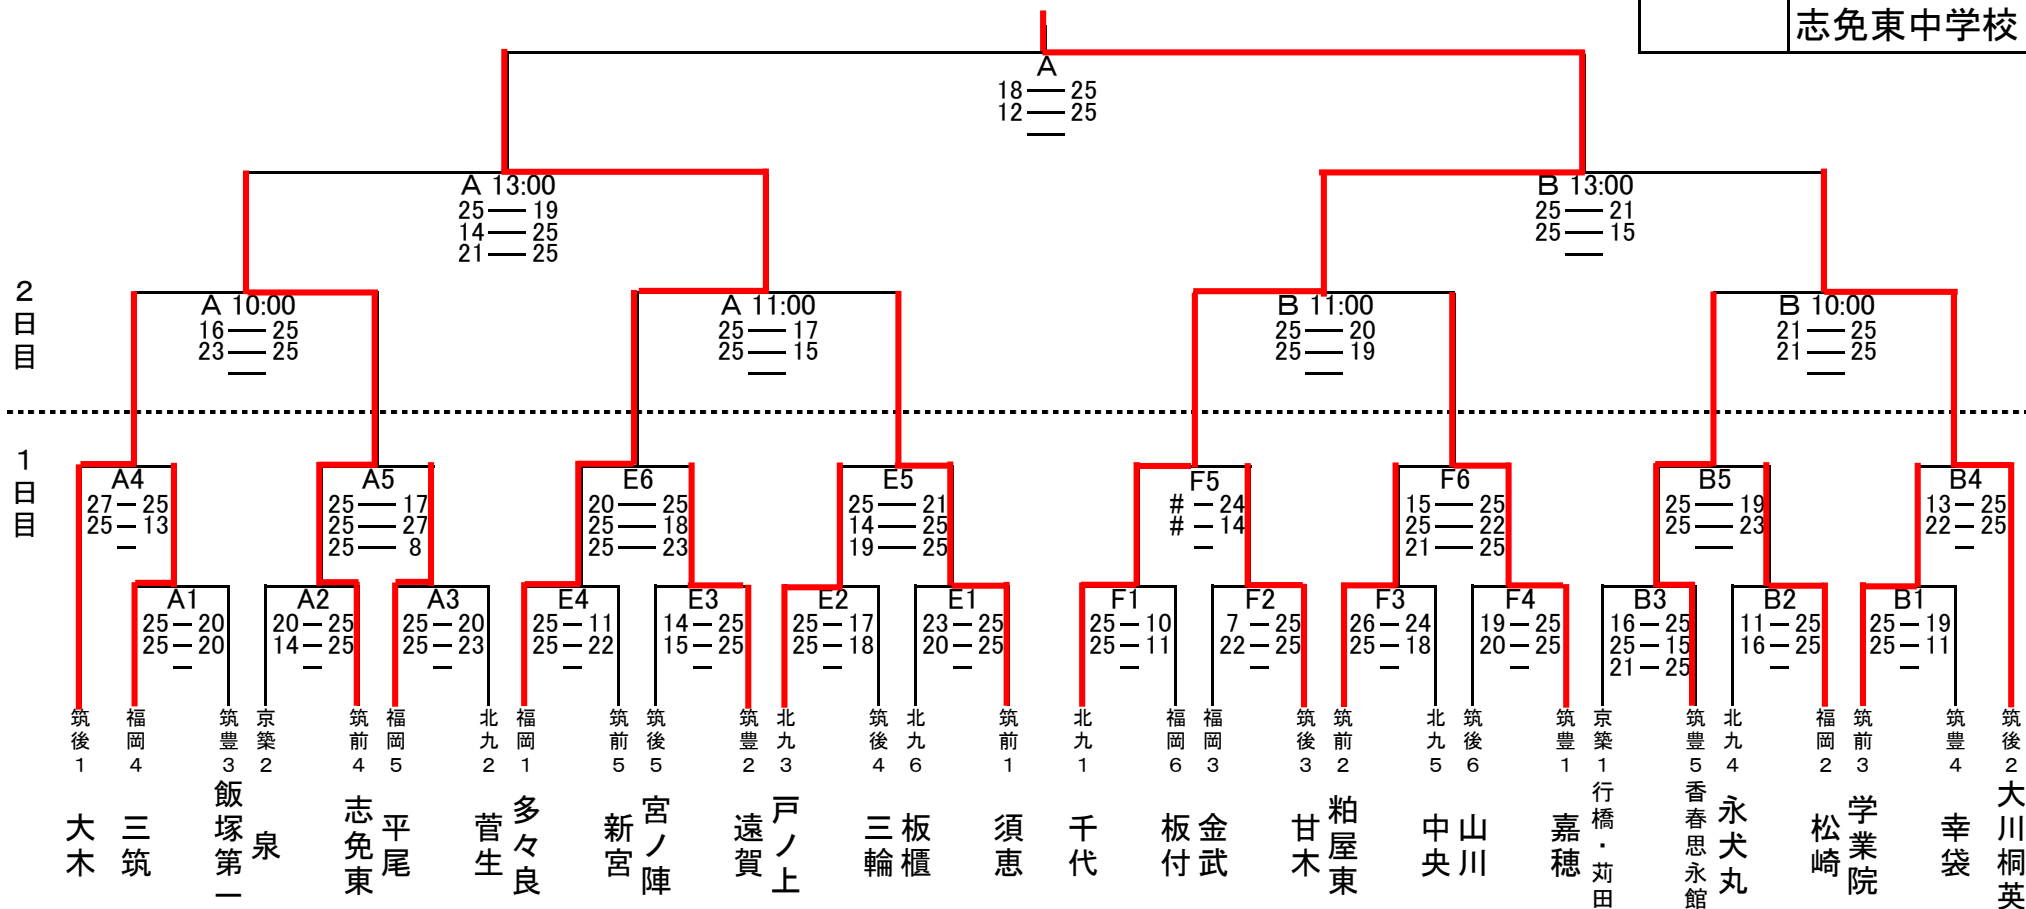 志免東中学校
A
18 — 25
12 — 25
—
A 13:00
25 — 19
14 — 25
21 — 25
B 13:00
25 — 21
25 — 15
—
2日目
A 10:00
16 — 25
23 — 25
—
A 11:00
25 — 17
25 — 15
—
B 11:00
25 — 20
25 — 19
—
B 10:00
21 — 25
21 — 25
—
1日目
A4
27 — 25
25 — 13
—
A5
25 — 17
25 — 27
25 — 8
E6
20 — 25
25 — 18
25 — 23
E5
25 — 21
14 — 25
19 — 25
F5
# — 24
# — 14
—
F6
15 — 25
25 — 22
21 — 25
B5
25 — 19
25 — 23
—
B4
13 — 25
22 — 25
—
A1
25 — 20
25 — 20
—
A2
20 — 25
14 — 25
—
A3
25 — 20
25 — 23
—
E4
25 — 11
25 — 22
—
E3
14 — 25
15 — 25
—
E2
25 — 17
25 — 18
—
E1
23 — 25
20 — 25
—
F1
25 — 10
25 — 11
—
F2
7 — 25
22 — 25
—
F3
26 — 24
25 — 18
—
F4
19 — 25
20 — 25
—
B3
16 — 25
25 — 15
21 — 25
B2
11 — 25
16 — 25
—
B1
25 — 19
25 — 11
—
筑後1 大木
福岡4 三筑
筑豊3 飯塚第一
京築2 泉
筑前4 志免東
福岡5 平尾
北九2 菅生
福岡1 多々良
筑前5 新宮
筑後5 宮ノ陣
筑豊2 遠賀
北九3 戸ノ上
筑後4 三輪
北九6 板櫃
筑前1 須恵
北九1 千代
福岡6 板付
福岡3 金武
筑後3 甘木
筑前2 粕屋東
北九5 中央
筑後6 山川
筑豊1 嘉穂
京築1 行橋・苅田
筑豊5 香春思永館
北九4 永犬丸
福岡2 松崎
筑前3 学業院
筑豊4 幸袋
筑後2 大川桐英